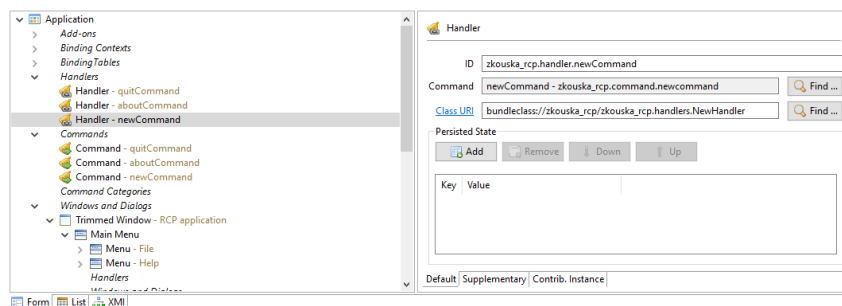 Application
Add-ons
Binding Contexts
BindingTables
Handlers
Handler - quitCommand
Handler - aboutCommand
Handler - newCommand
Commands
Command - quitCommand
Command - aboutCommand
Command - newCommand
Command Categories
Windows and Dialogs
Trimmed Window - RCP application
Main Menu
Menu - File
Menu - Help
Handlers
Windows and Dialogs
Form List XMI
Handler
ID zkouska_rcp.handler.newCommand
Command newCommand - zkouska_rcp.command.newcommand Find ...
Class URI bundleclass://zkouska_rcp/zkouska_rcp.handlers.NewHandler Find ...
Persisted State
Add Remove Down Up
Key Value
Default Supplementary Contrib. Instance